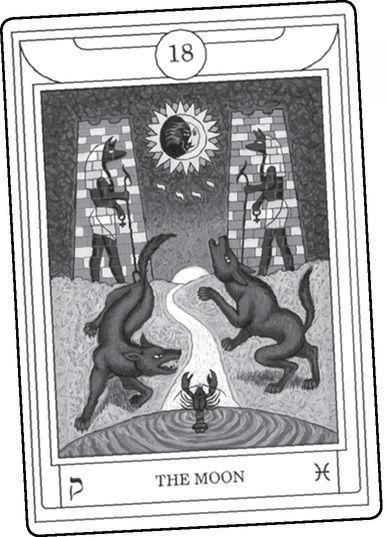 18
ק
THE MOON
♓